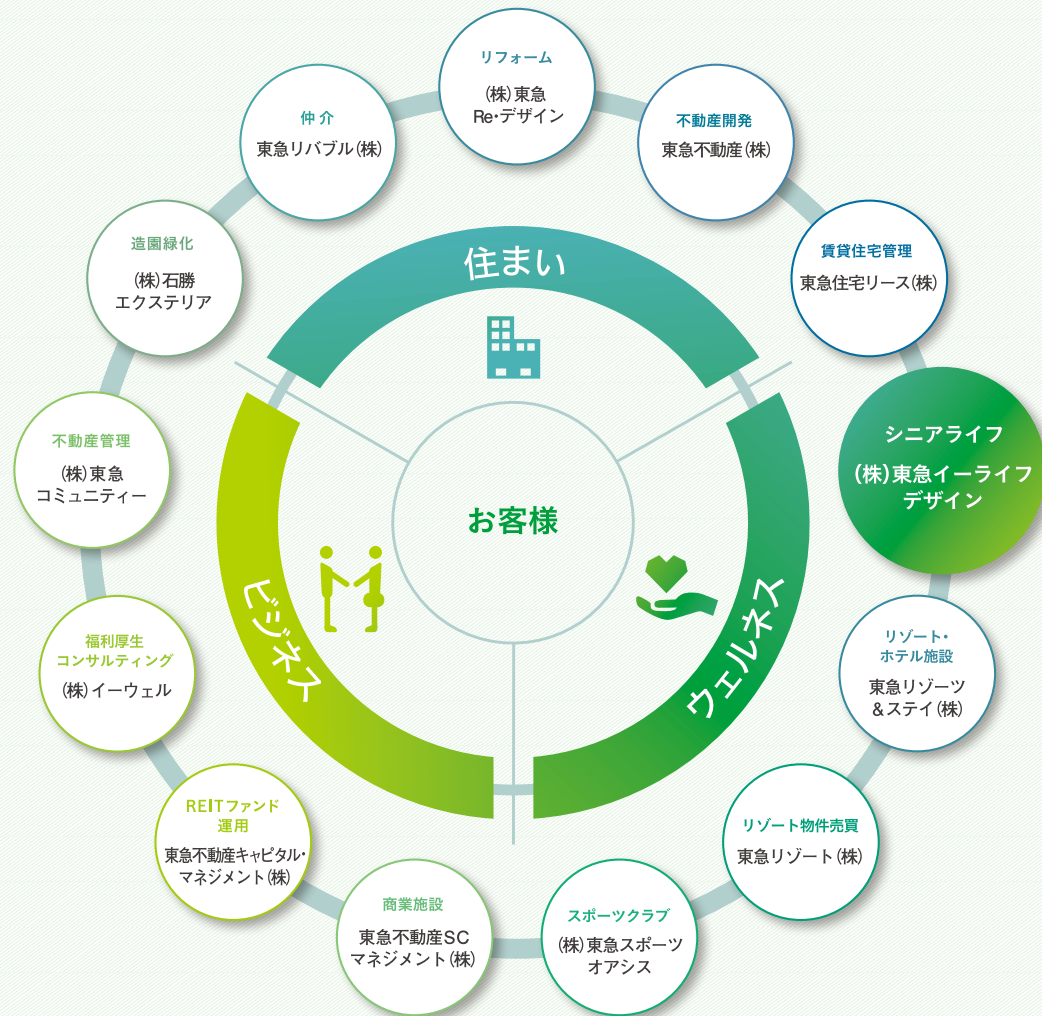 リフォーム
(株)東急
Re・デザイン
不動産開発
東急不動産(株)
賃貸住宅管理
東急住宅リース(株)
シニアライフ
(株)東急イーライフ
デザイン
リゾート・
ホテル施設
東急リゾーツ
&ステイ(株)
リゾート物件売買
東急リゾート(株)
スポーツクラブ
(株)東急スポーツ
オアシス
商業施設
東急不動産SC
マネジメント(株)
REITファンド
運用
東急不動産キャピタル・
マネジメント(株)
福利厚生
コンサルティング
(株)イーウェル
不動産管理
(株)東急
コミュニティー
造園緑化
(株)石勝
エクステリア
仲介
東急リバブル(株)
住まい
ウェルネス
ビジネス
お客様